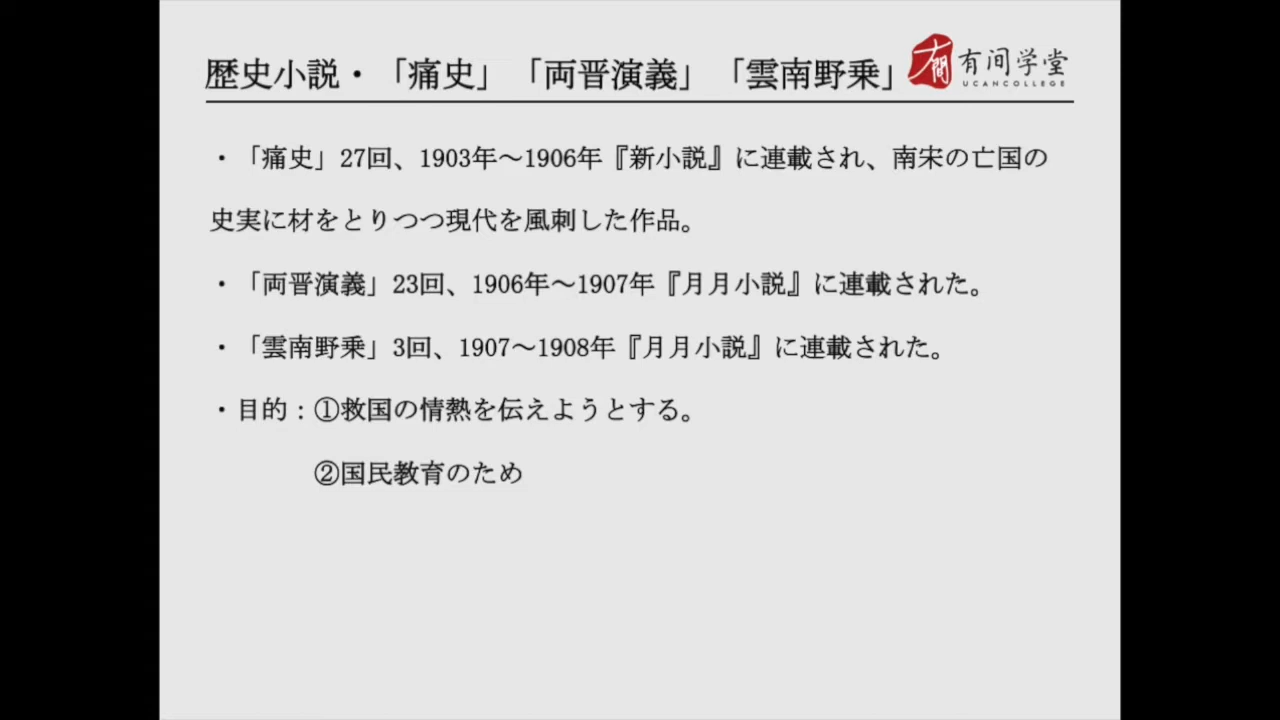 歴史小説・「痛史」「両晋演義」「雲南野乗」
有间学堂
UCANCOLLEGE
・「痛史」27回、1903年～1906年『新小説』に連載され、南宋の亡国の
史実に材をとりつつ現代を風刺した作品。
・「両晋演義」23回、1906年～1907年『月月小説』に連載された。
・「雲南野乗」3回、1907～1908年『月月小説』に連載された。
・目的：①救国の情熱を伝えようとする。
②国民教育のため